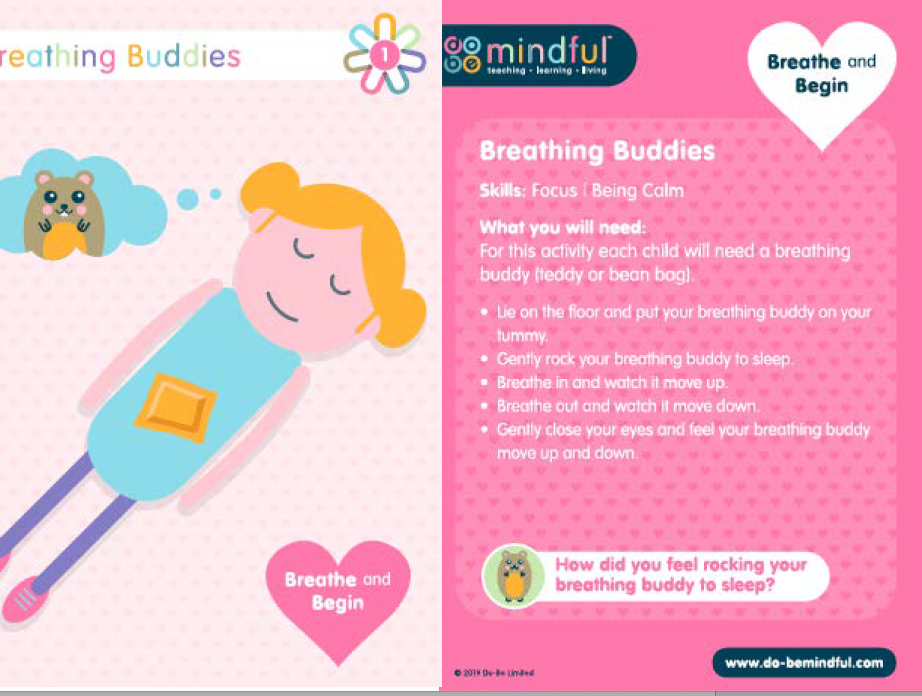 reathing Buddies
1
Breathe and
Begin
mindful™
teaching • learning • living
Breathe and
Begin
Breathing Buddies
Skills: Focus | Being Calm
What you will need:
For this activity each child will need a breathing
buddy (teddy or bean bag).
• Lie on the floor and put your breathing buddy on your
tummy.
• Gently rock your breathing buddy to sleep.
• Breathe in and watch it move up.
• Breathe out and watch it move down.
• Gently close your eyes and feel your breathing buddy
move up and down.
How did you feel rocking your
breathing buddy to sleep?
www.do-bemindful.com
© 2019 Do-Be Limited